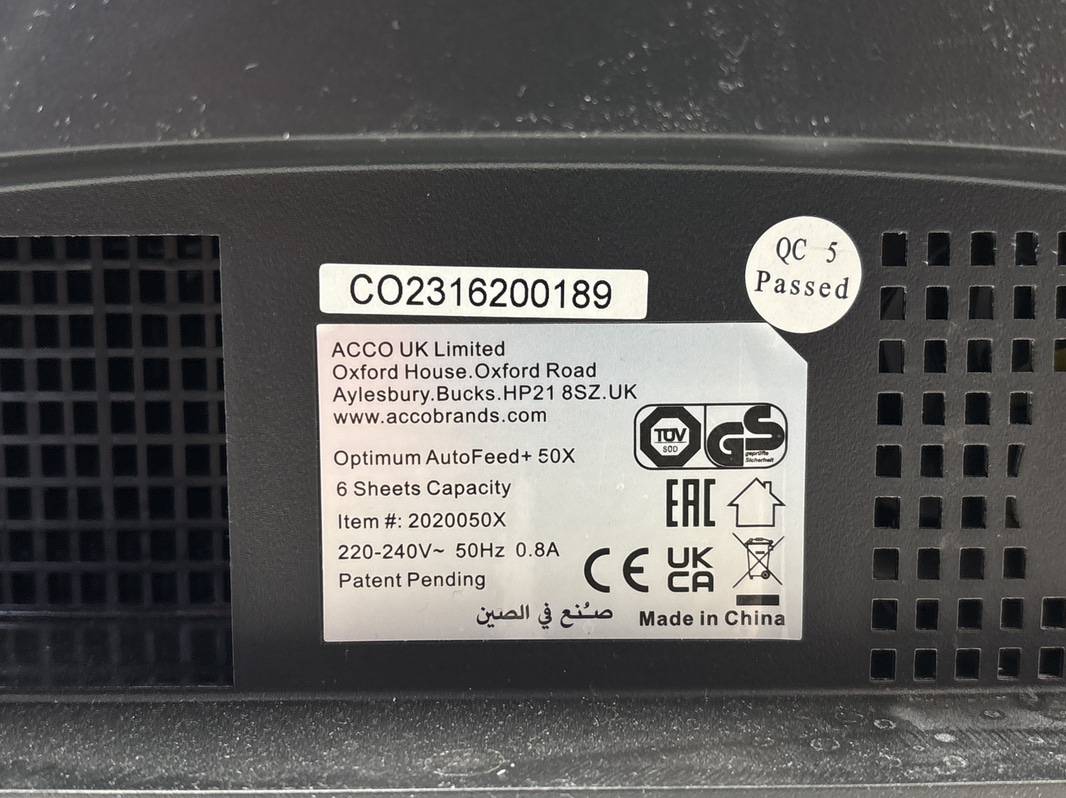 QC 5
Passed
CO2316200189
ACCO UK Limited
Oxford House.Oxford Road
Aylesbury.Bucks.HP21 8SZ.UK
www.accobrands.com
TÜV
SÜD
GS
geprüfte
Sicherheit
Optimum AutoFeed+ 50X
6 Sheets Capacity
EAC
Item #: 2020050X
220-240V~ 50Hz 0.8A
CE
UK
CA
Patent Pending
صُنع في الصين
Made in China